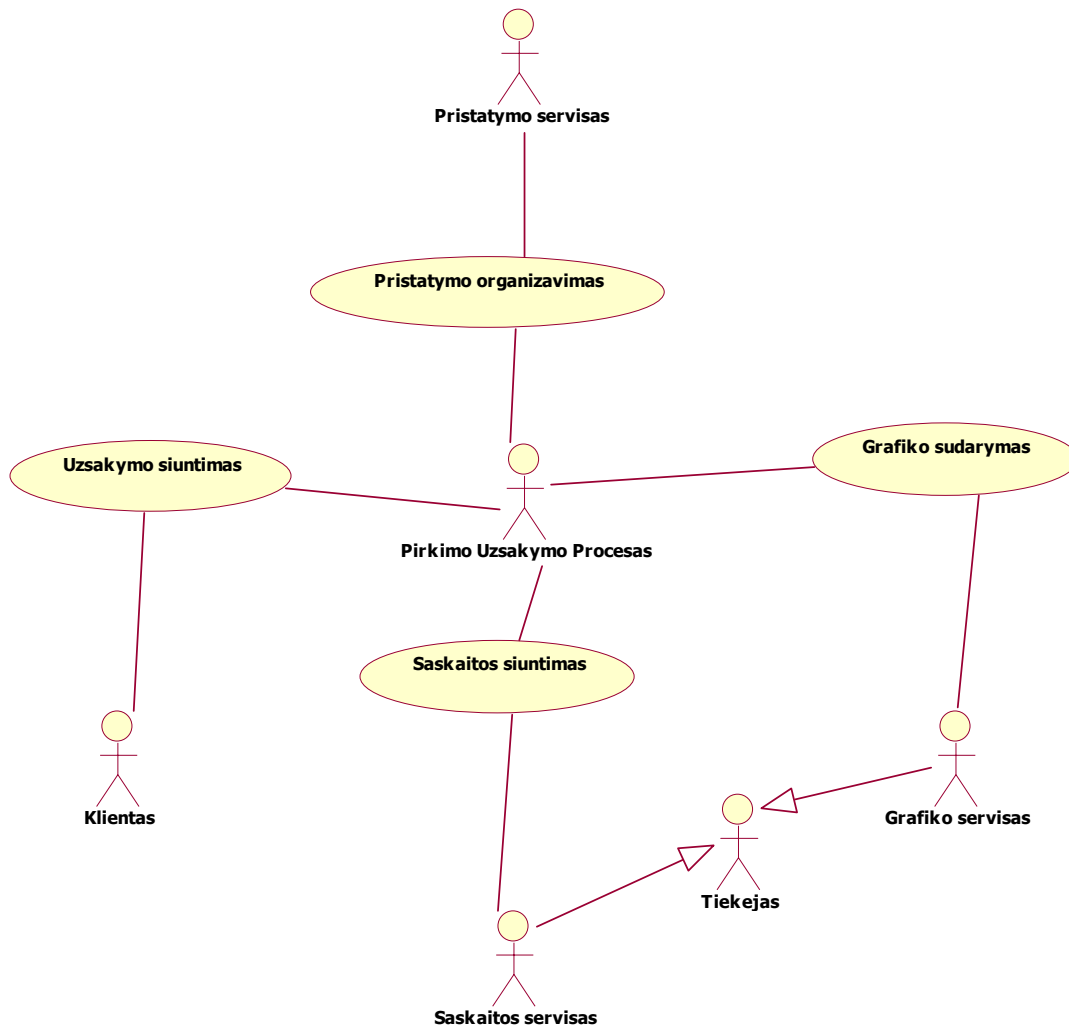 Pristatymo servisas
Pristatymo organizavimas
Uzsakymo siuntimas
Grafiko sudarymas
Pirkimo Uzsakymo Procesas
Saskaitos siuntimas
Klientas
Grafiko servisas
Tiekejas
Saskaitos servisas